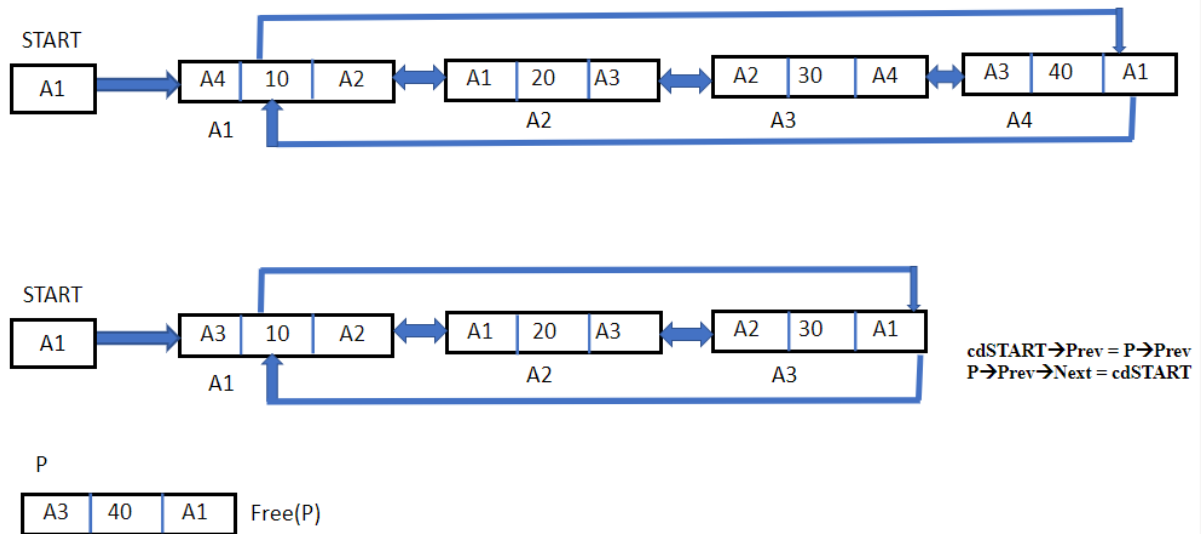 START
A1
A4 10 A2
A1 20 A3
A2 30 A4
A3 40 A1
A1
A2
A3
A4
START
A1
A3 10 A2
A1 20 A3
A2 30 A1
A1
A2
A3
cdSTART→Prev = P→Prev
P→Prev→Next = cdSTART
P
A3 40 A1
Free(P)